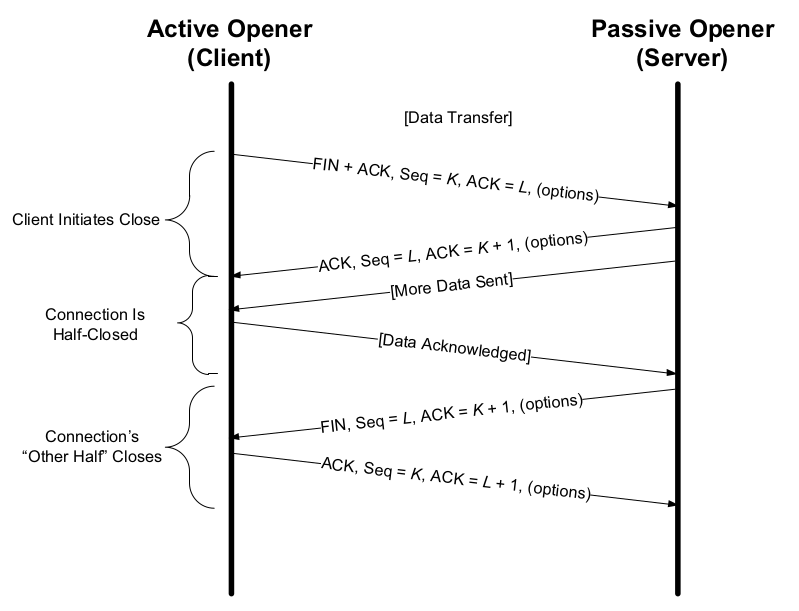 Active Opener
(Client)
Passive Opener
(Server)
[Data Transfer]
FIN + ACK, Seq = K, ACK = L, (options)
Client Initiates Close
ACK, Seq = L, ACK = K + 1, (options)
[More Data Sent]
Connection Is
Half-Closed
[Data Acknowledged]
FIN, Seq = L, ACK = K + 1, (options)
Connection’s
“Other Half” Closes
ACK, Seq = K, ACK = L + 1, (options)